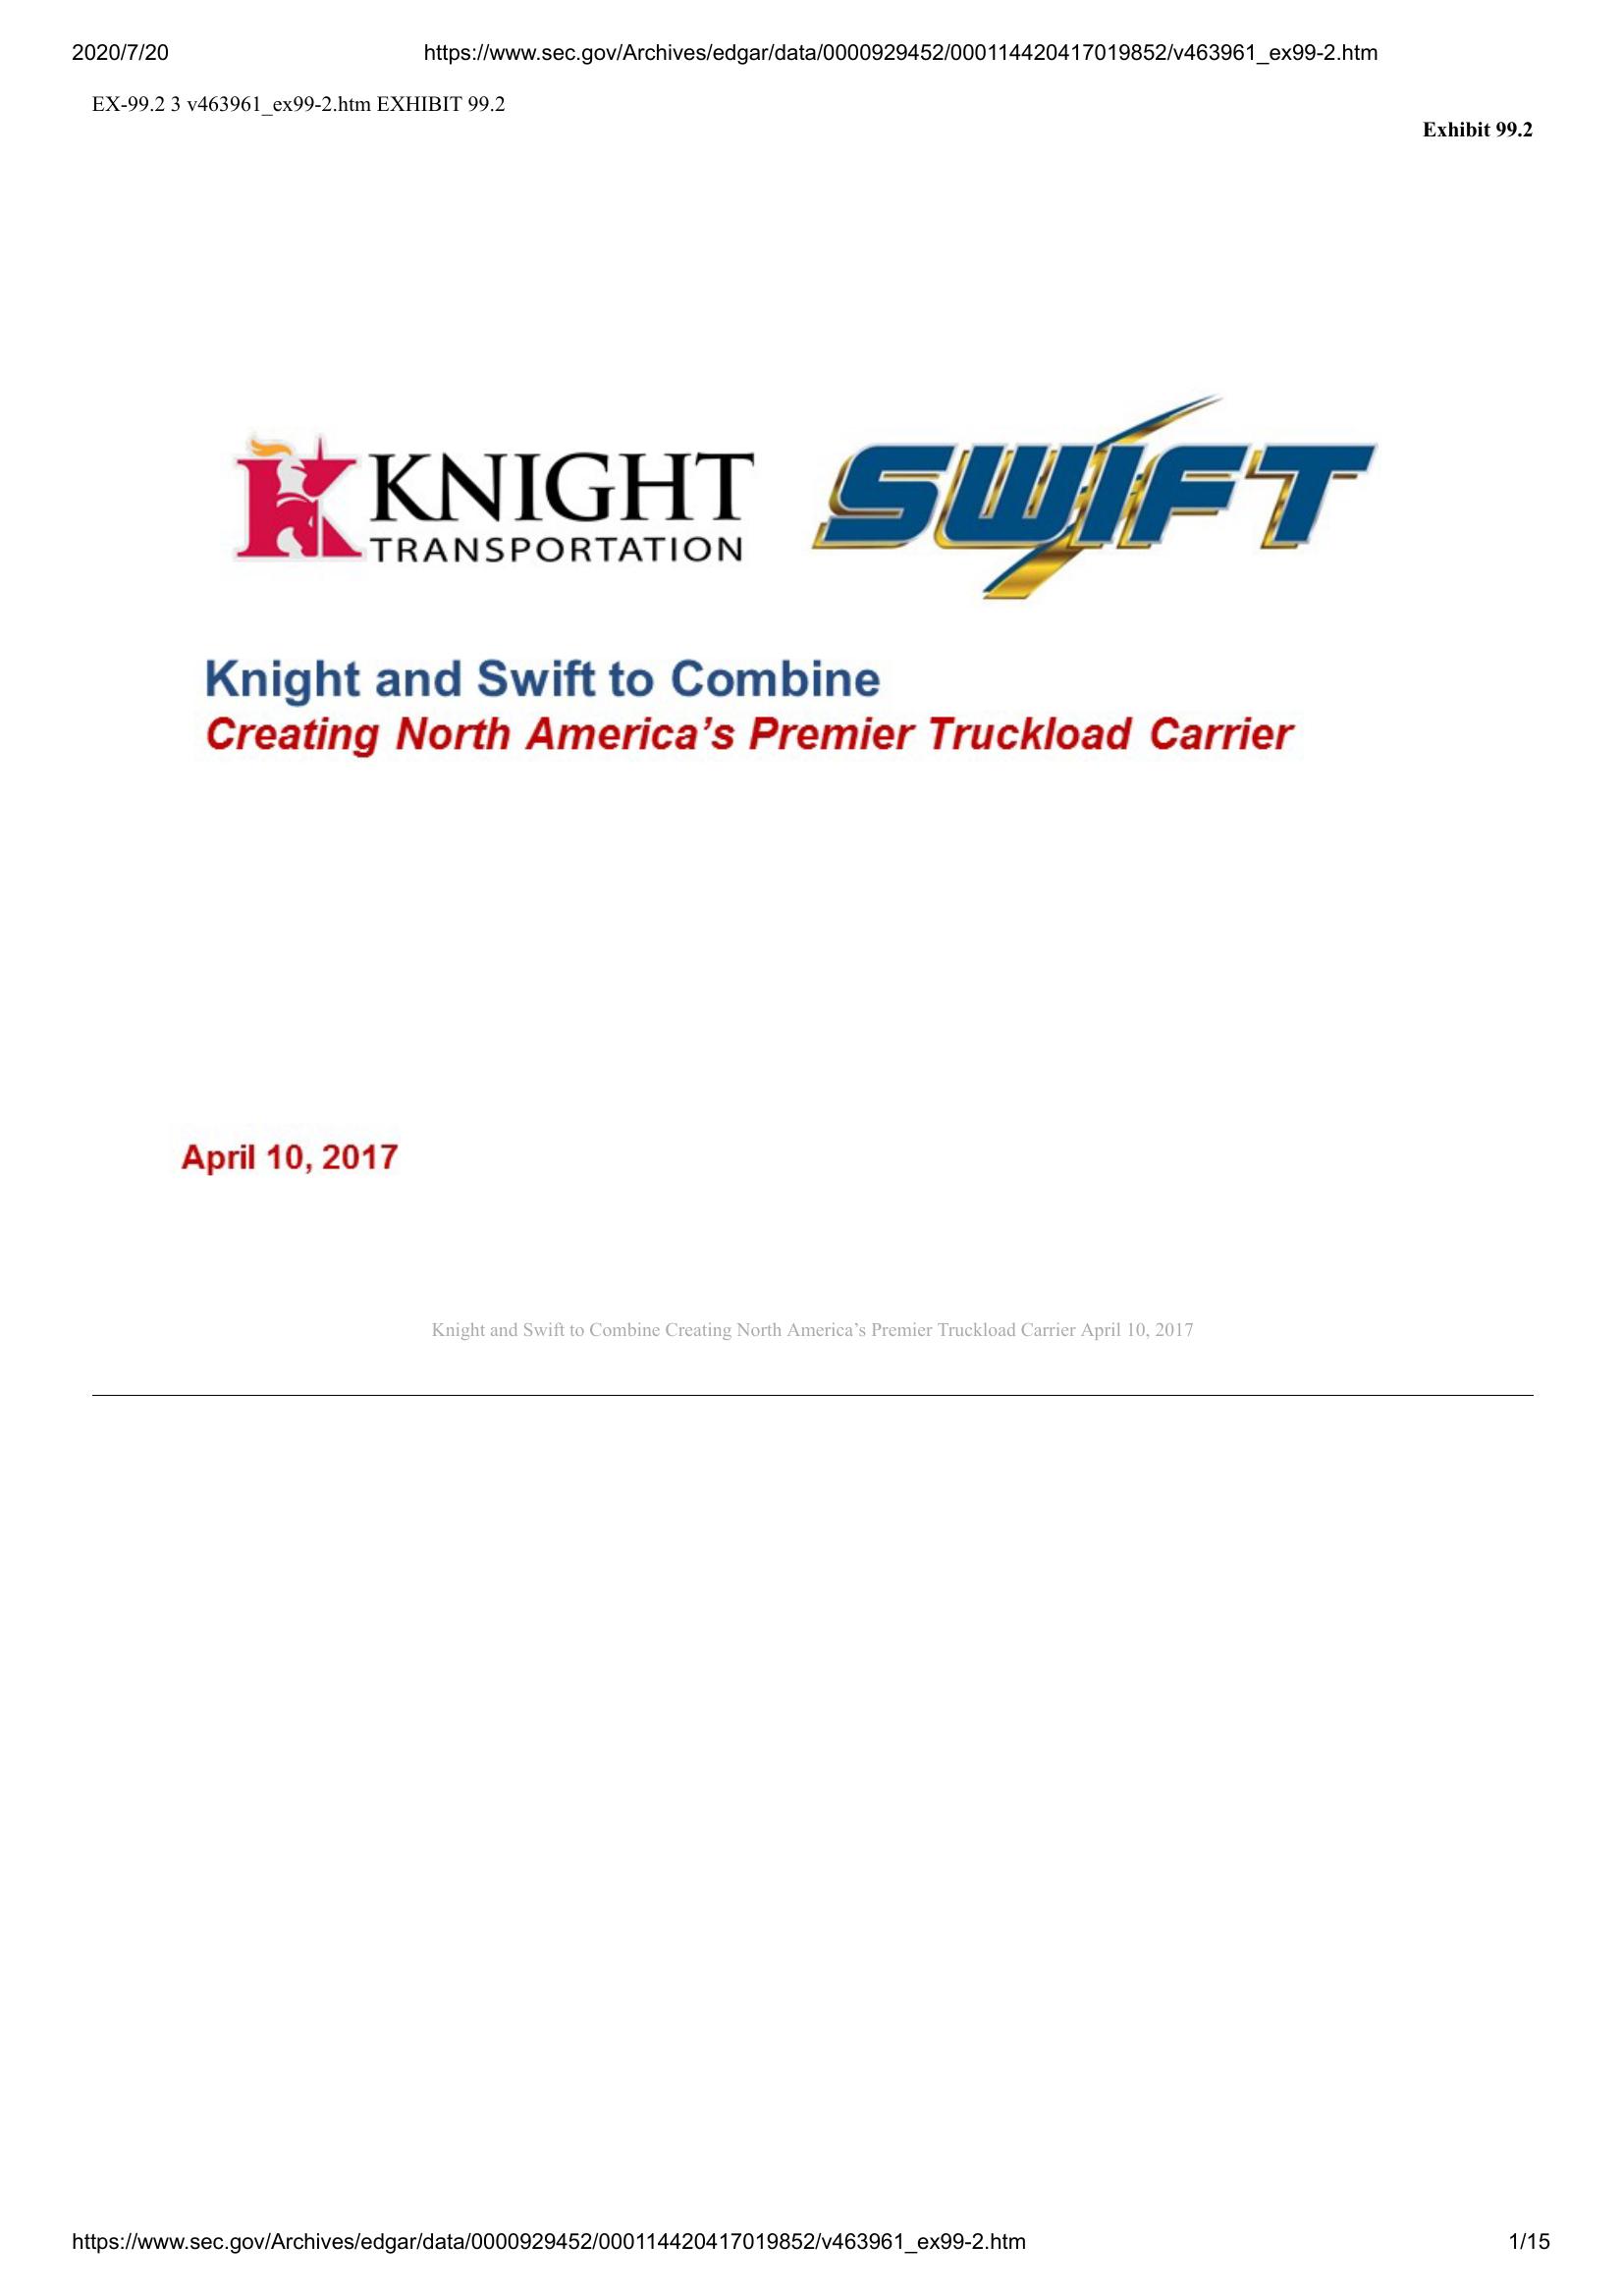 2020/7/20 https://www.sec.gov/Archives/edgar/data/0000929452/000114420417019852/v463961_ex99-2.htm
EX-99.2 3 v463961_ex99-2.htm EXHIBIT 99.2
Exhibit 99.2
KNIGHT
TRANSPORTATION
SWIFT
Knight and Swift to Combine
Creating North America’s Premier Truckload Carrier
April 10, 2017
Knight and Swift to Combine Creating North America’s Premier Truckload Carrier April 10, 2017
https://www.sec.gov/Archives/edgar/data/0000929452/000114420417019852/v463961_ex99-2.htm 1/15